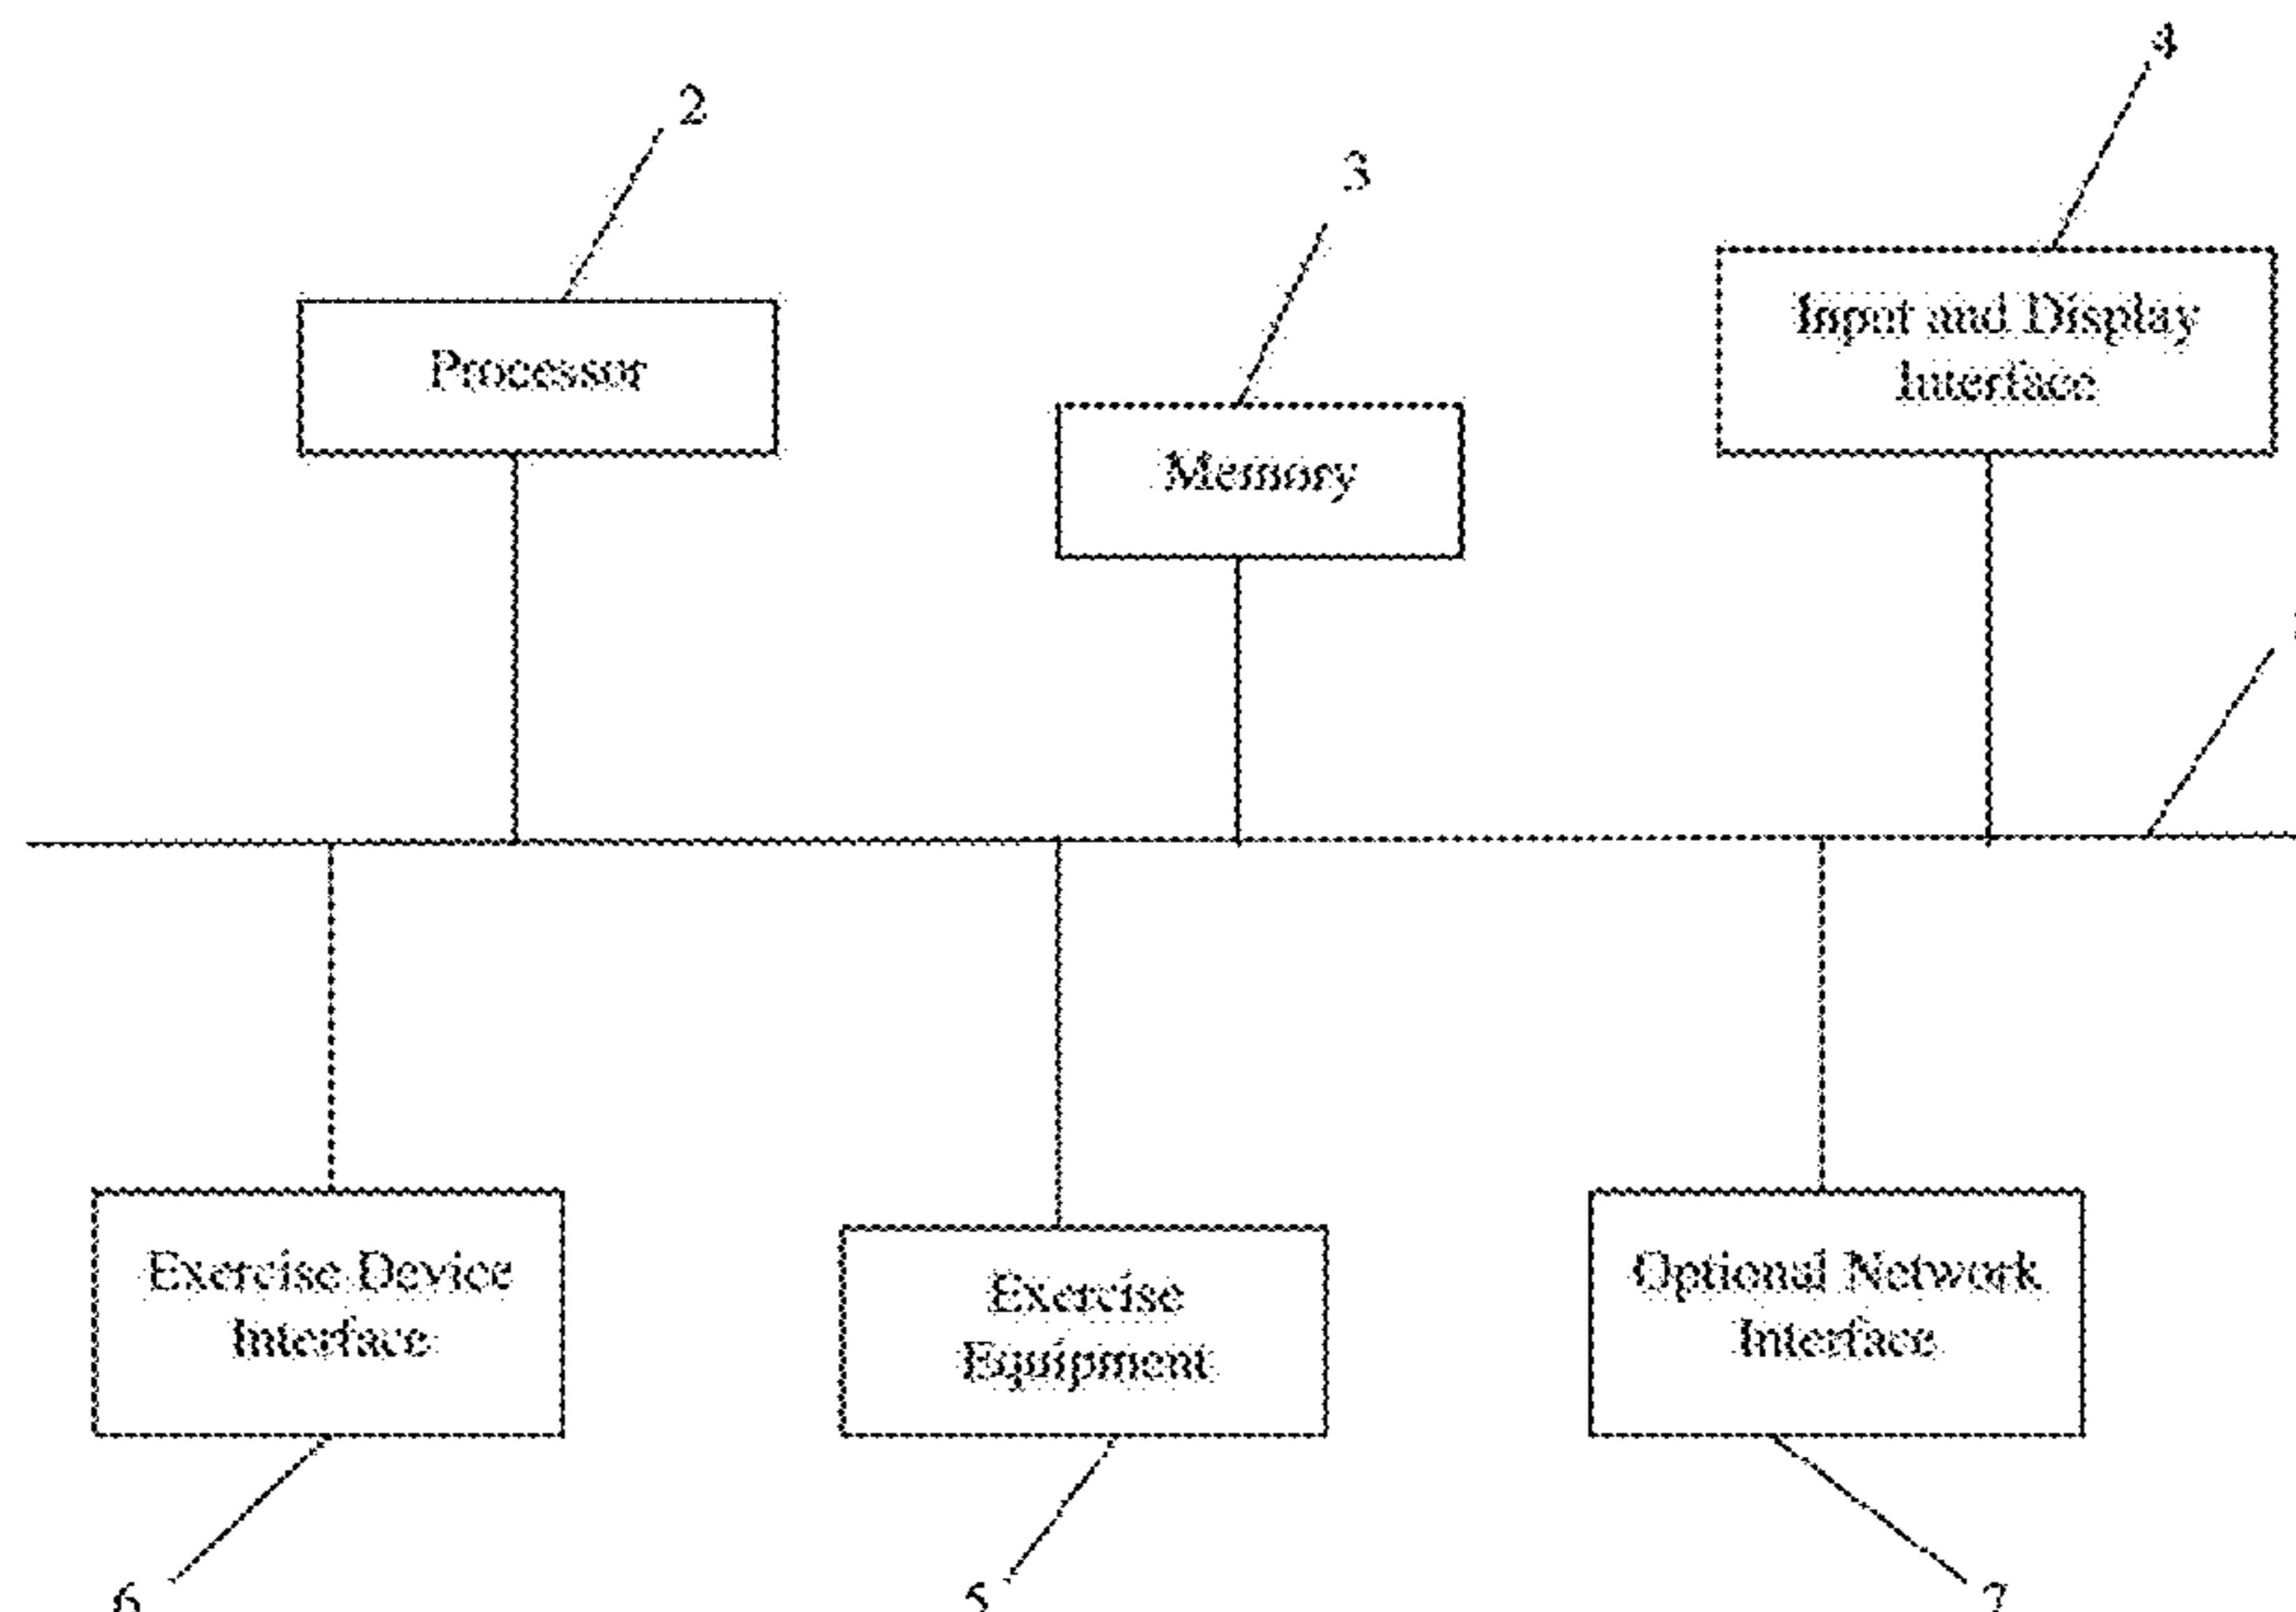 4
2
3
Input and Display
Interface
Processor
Memory
Exercise Device
Interface
Exercise
Equipment
Optional Network
Interface
6
5
7